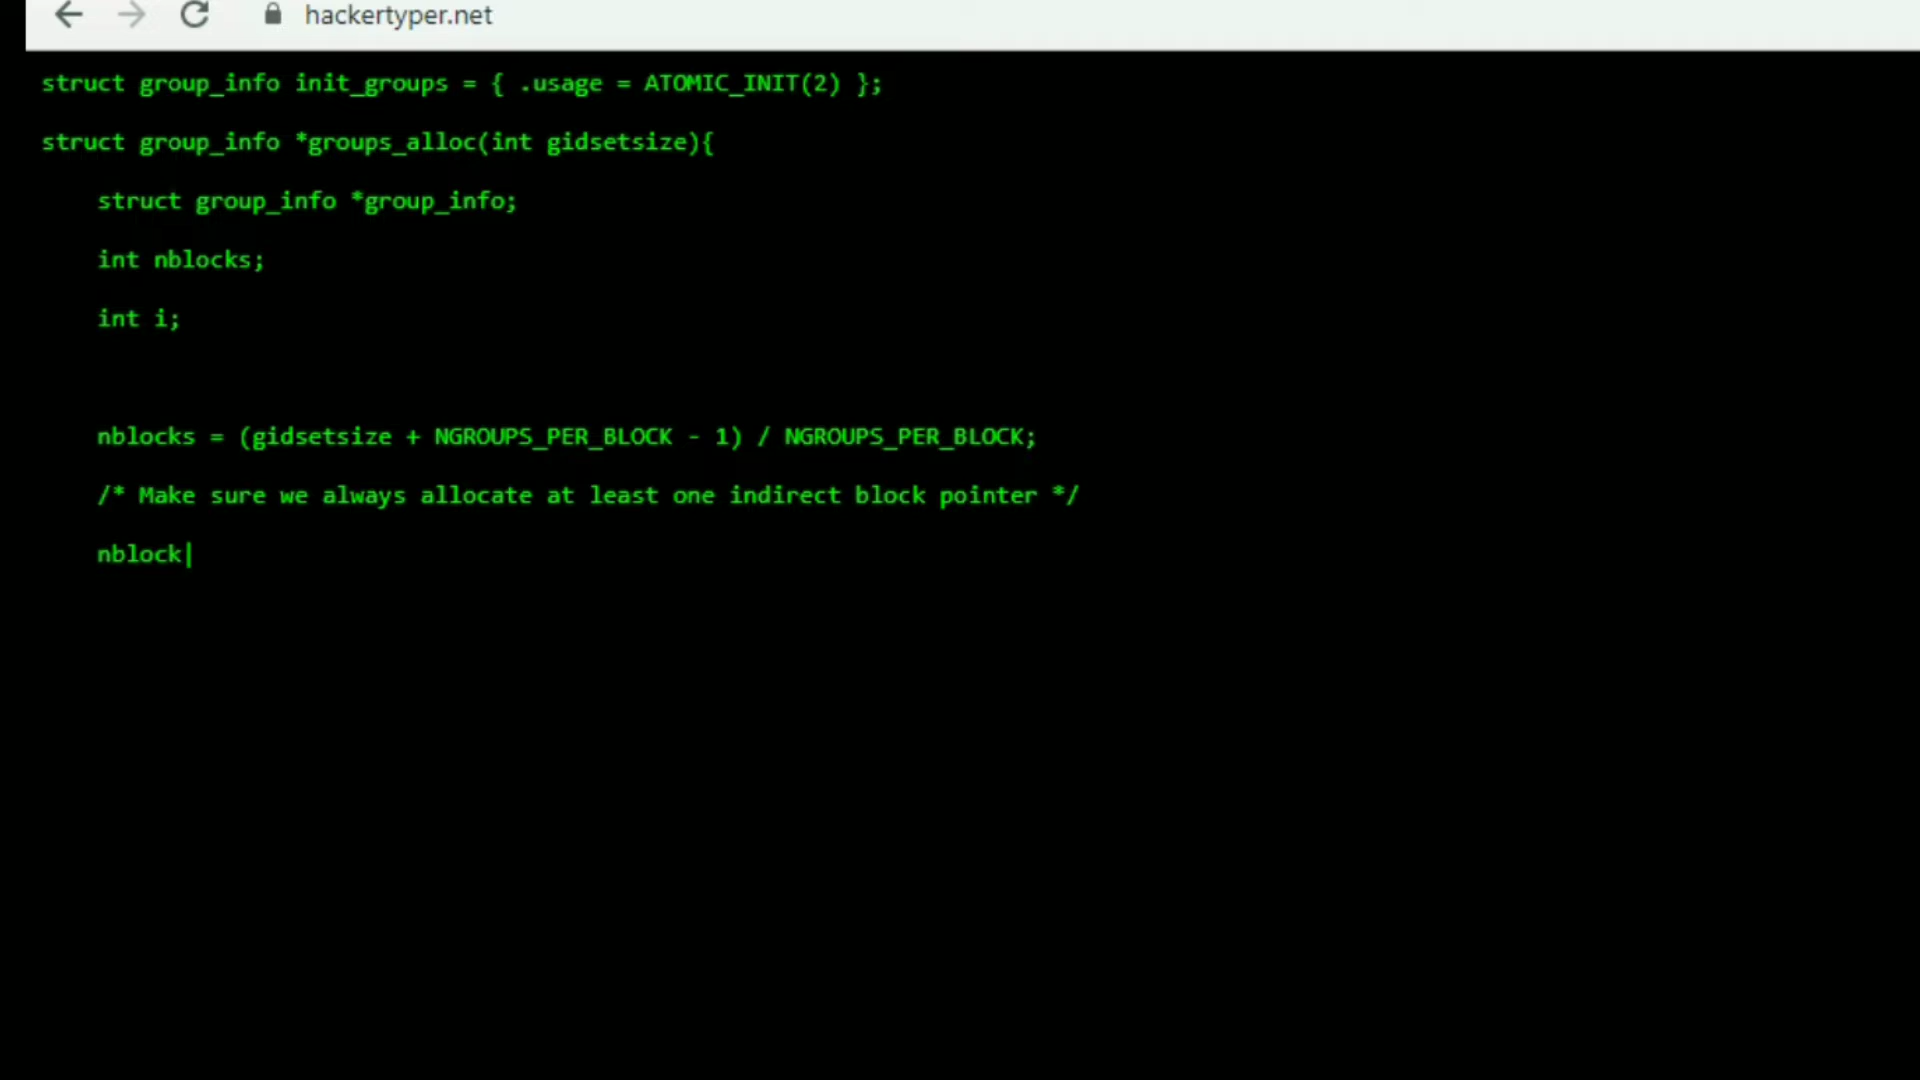 hackertyper.net
struct group_info init_groups = { .usage = ATOMIC_INIT(2) };
struct group_info *groups_alloc(int gidsetsize){
struct group_info *group_info;
int nblocks;
int i;
nblocks = (gidsetsize + NGROUPS_PER_BLOCK - 1) / NGROUPS_PER_BLOCK;
/* Make sure we always allocate at least one indirect block pointer */
nblock|